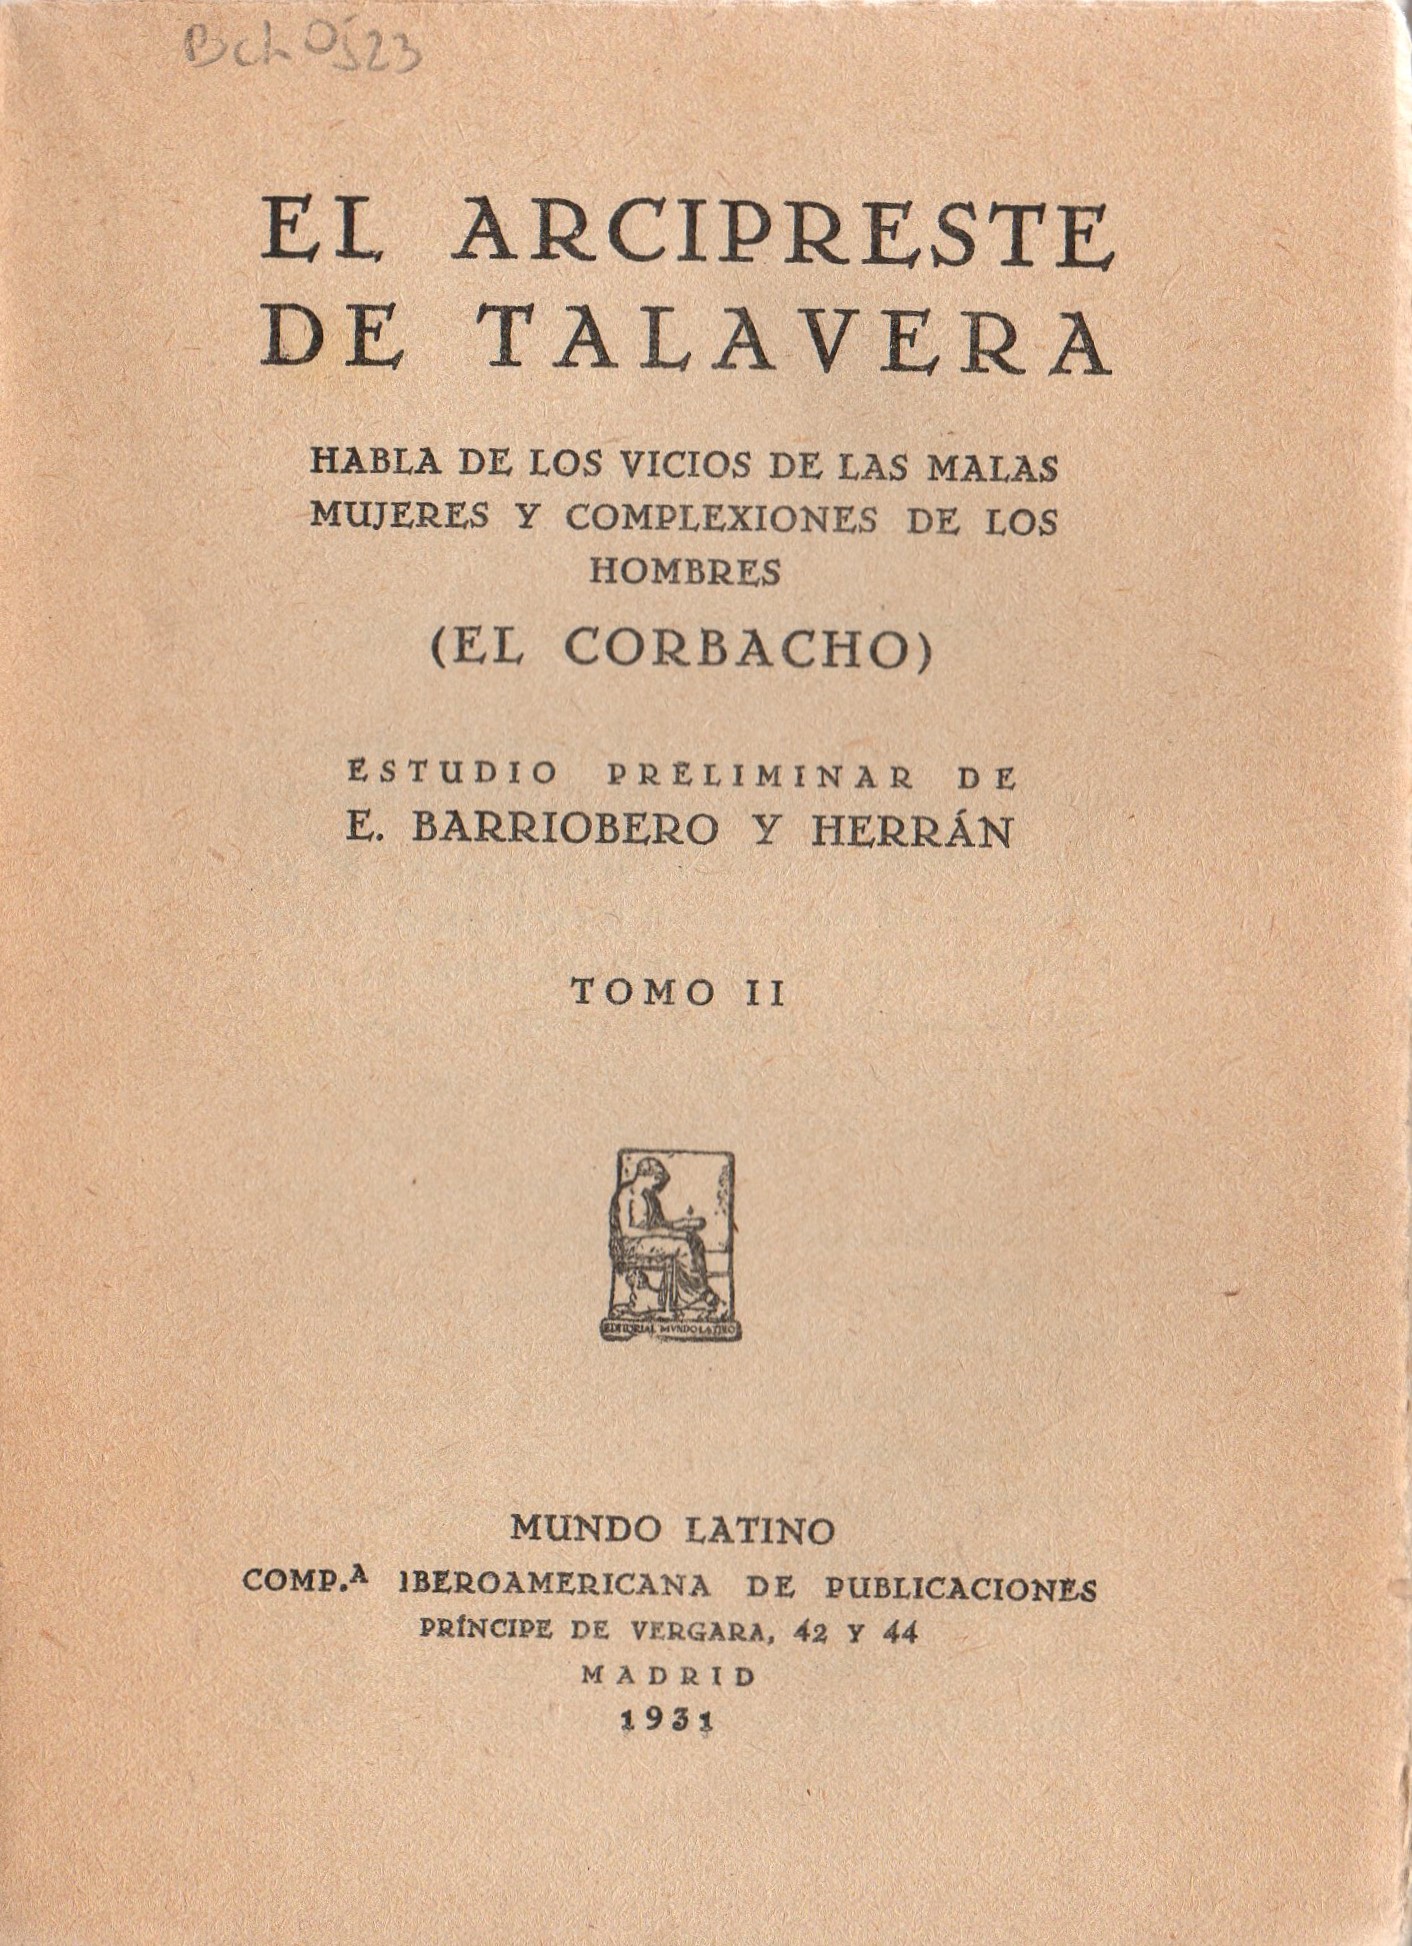 EL ARCIPRESTE
DE TALAVERA
HABLA DE LOS VICIOS DE LAS MALAS
MUJERES Y COMPLEXIONES DE LOS
HOMBRES
(EL CORBACHO)
ESTUDIO PRELIMINAR DE
E. BARRIOBERO Y HERRÁN
TOMO II
EDITORIAL MVNDO LATINO
MUNDO LATINO
COMP.A IBEROAMERICANA DE PUBLICACIONES
PRÍNCIPE DE VERGARA, 42 Y 44
MADRID
1931